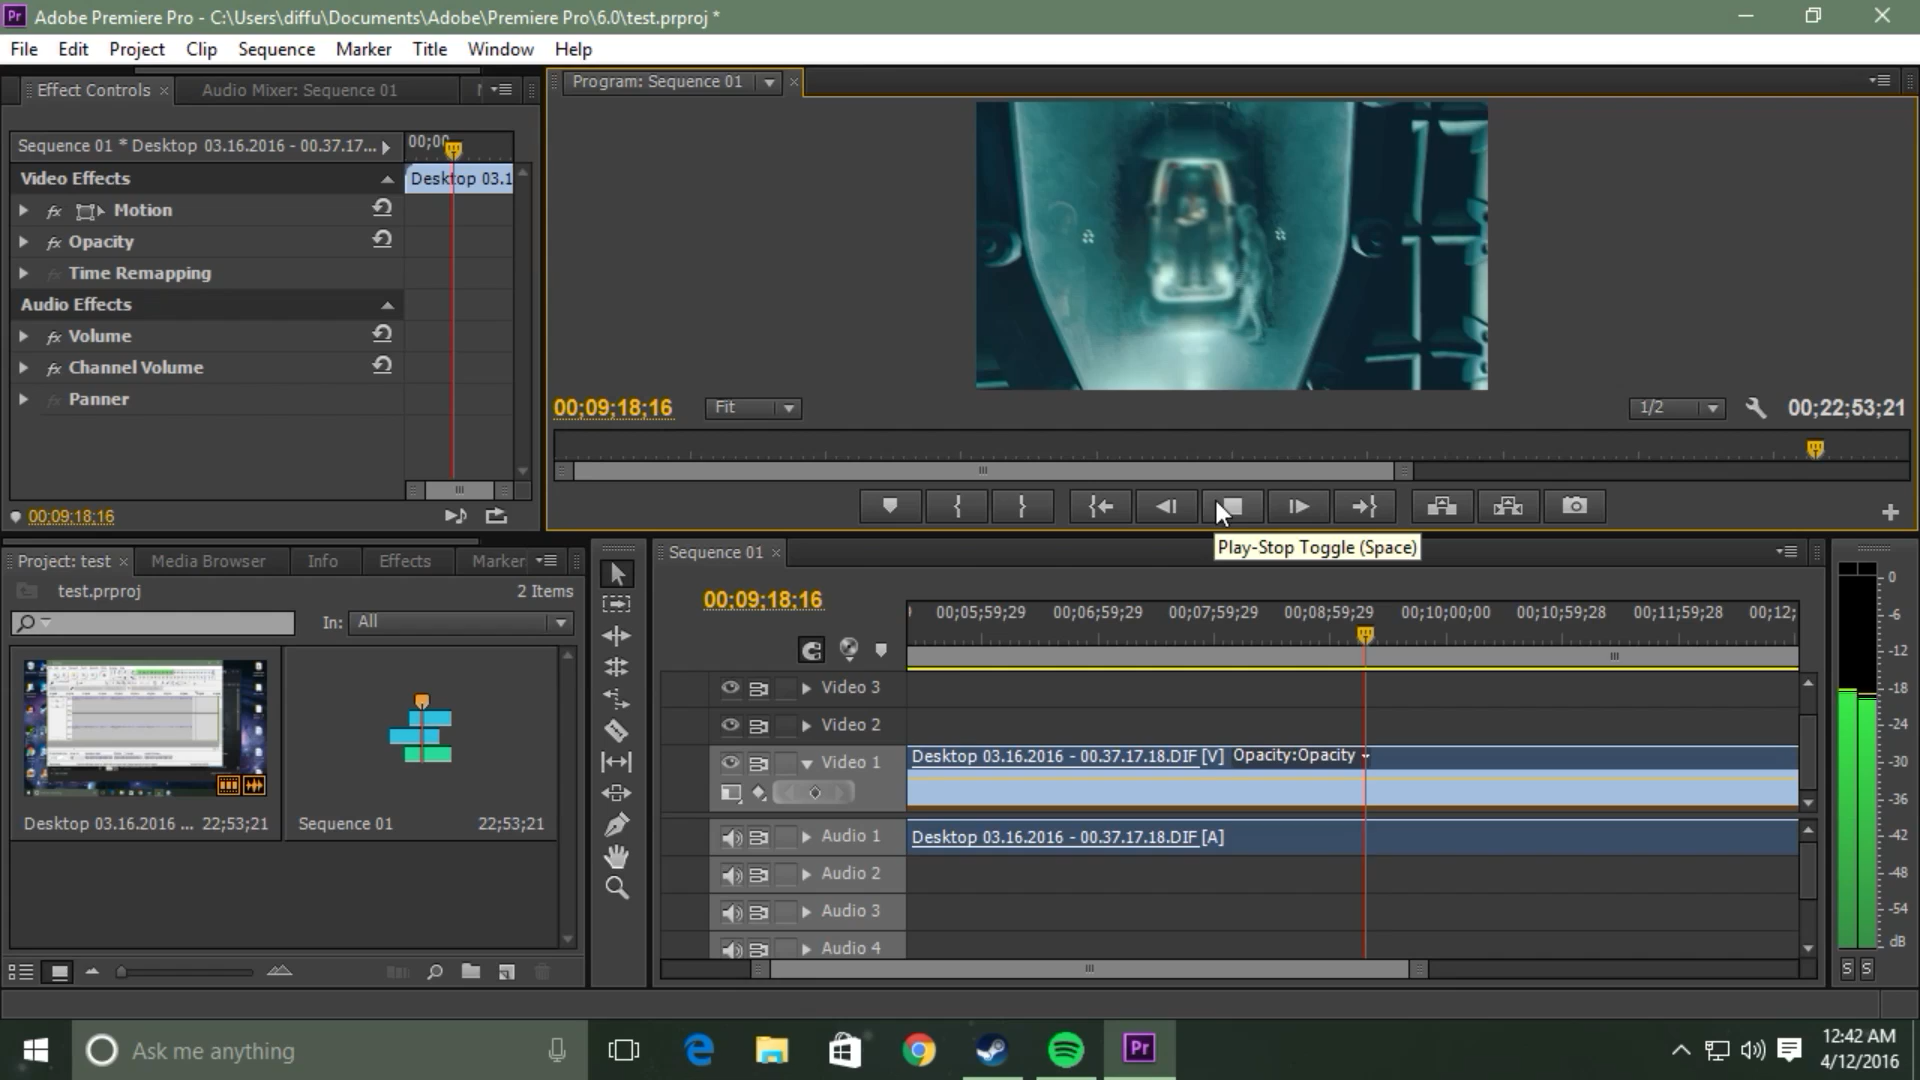 Pr Adobe Premiere Pro - C:\Users\diffu\Documents\Adobe\Premiere Pro\6.0\test.prproj *
File Edit Project Clip Sequence Marker Title Window Help
Effect Controls × Audio Mixer: Sequence 01
Program: Sequence 01 ×
Sequence 01 * Desktop 03.16.2016 - 00.37.17...
00;00
Video Effects
Desktop 03.1
fx Motion
fx Opacity
fx Time Remapping
Audio Effects
fx Volume
fx Channel Volume
fx Panner
00;09;18;16
00;09;18;16 Fit 1/2 00;22;53;21
Play-Stop Toggle (Space)
Project: test × Media Browser Info Effects Marker
test.prproj 2 Items
In: All
Desktop 03.16.2016 ... 22;53;21
Sequence 01 22;53;21
Sequence 01 ×
00;09;18;16
00;05;59;29 00;06;59;29 00;07;59;29 00;08;59;29 00;10;00;00 00;10;59;28 00;11;59;28 00;12;
Video 3
Video 2
Video 1
Desktop 03.16.2016 - 00.37.17.18.DIF [V] Opacity:Opacity
Audio 1
Desktop 03.16.2016 - 00.37.17.18.DIF [A]
Audio 2
Audio 3
Audio 4
0
-6
-12
-18
-24
-30
-36
-42
-48
-54
dB
S S
Ask me anything
Pr
12:42 AM
4/12/2016